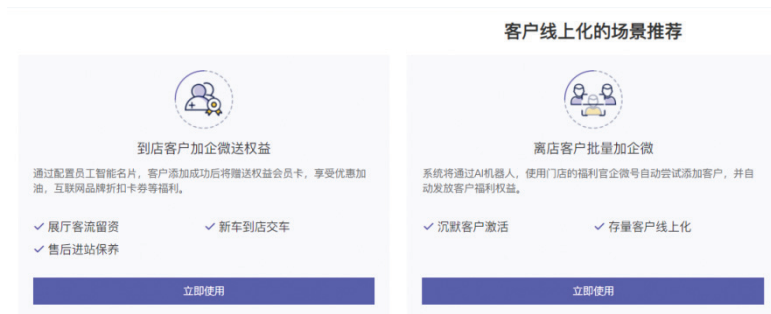 客户线上化的场景推荐
到店客户加企微送权益
通过配置员工智能名片，客户添加成功后将赠送权益会员卡，享受优惠加
油，互联网品牌折扣卡券等福利。
展厅客流留资
新车到店交车
售后进站保养
立即使用
离店客户批量加企微
系统将通过AI机器人，使用门店的福利官企微号自动尝试添加客户，并自
动发放客户福利权益。
沉默客户激活
存量客户线上化
立即使用